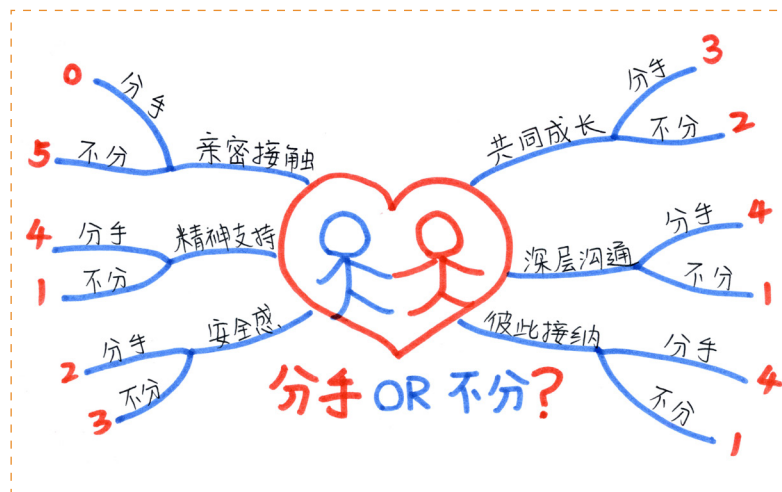 共同成长
分手
3
不分
2
深层沟通
分手
4
不分
1
彼此接纳
分手
4
不分
1
安全感
分手
2
不分
3
精神支持
分手
4
不分
1
亲密接触
分手
0
不分
5
分手 OR 不分?